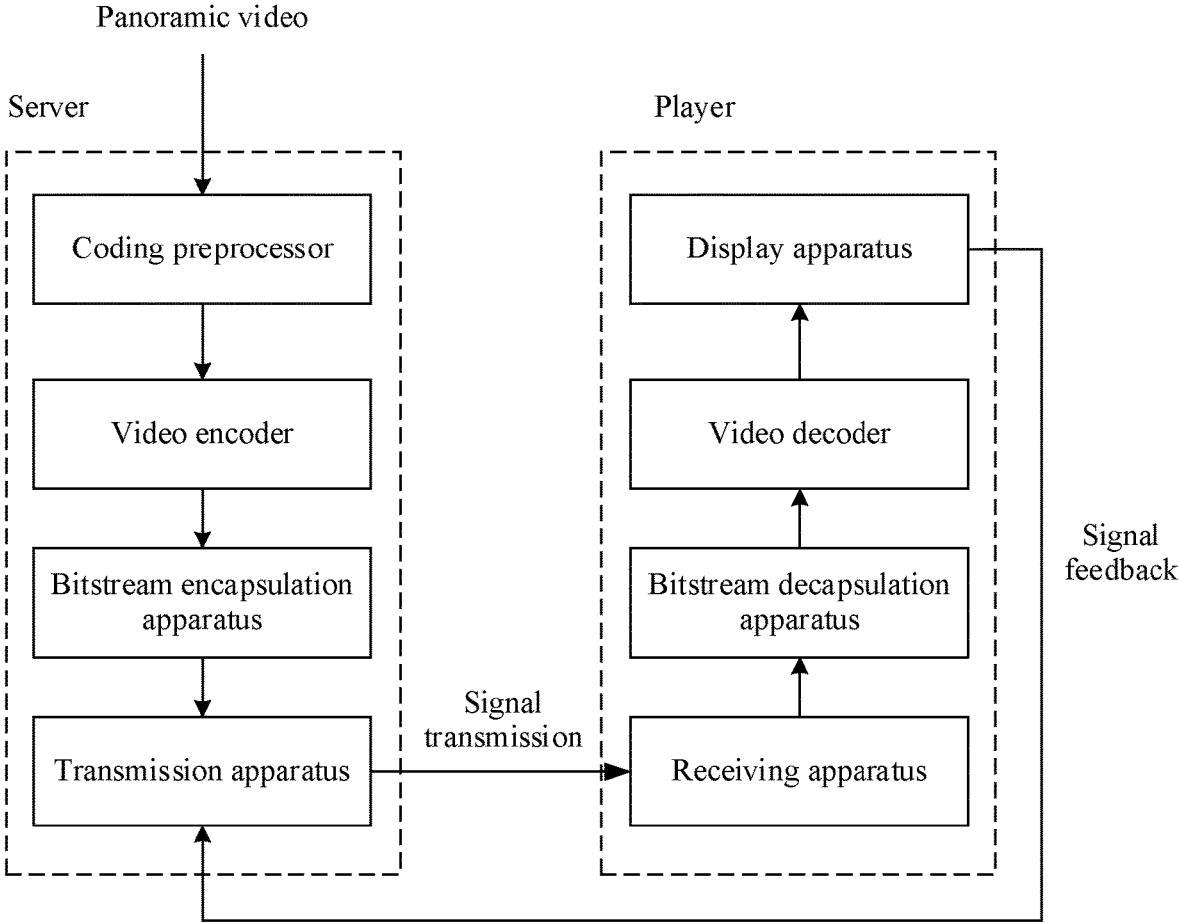 Panoramic video
Server
Coding preprocessor
Video encoder
Bitstream encapsulation
apparatus
Transmission apparatus
Signal
transmission
Player
Display apparatus
Video decoder
Bitstream decapsulation
apparatus
Receiving apparatus
Signal
feedback